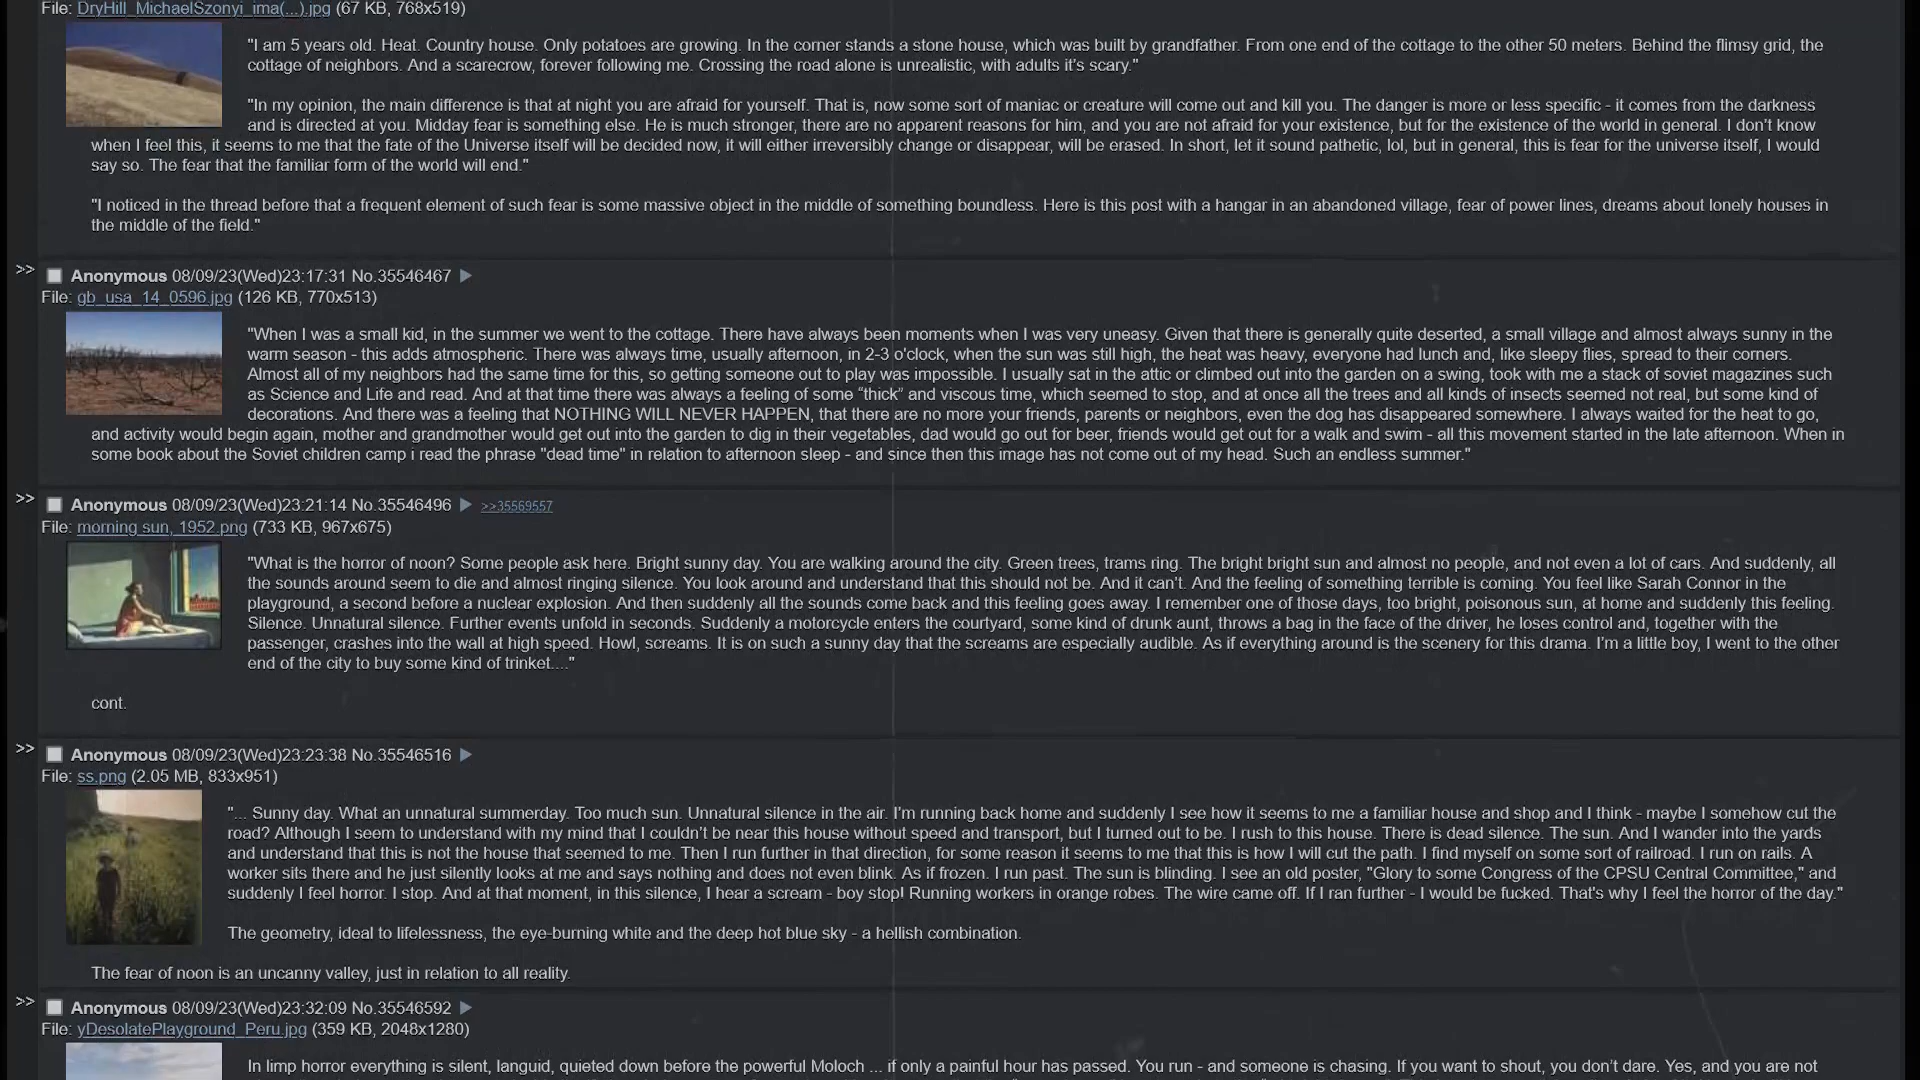 File: DryHill_MichaelSzonyi_ima(...).jpg (67 KB, 768x519)
"I am 5 years old. Heat. Country house. Only potatoes are growing. In the corner stands a stone house, which was built by grandfather. From one end of the cottage to the other 50 meters. Behind the flimsy grid, the
cottage of neighbors. And a scarecrow, forever following me. Crossing the road alone is unrealistic, with adults it's scary."
"In my opinion, the main difference is that at night you are afraid for yourself. That is, now some sort of maniac or creature will come out and kill you. The danger is more or less specific - it comes from the darkness
and is directed at you. Midday fear is something else. He is much stronger, there are no apparent reasons for him, and you are not afraid for your existence, but for the existence of the world in general. I don't know
when I feel this, it seems to me that the fate of the Universe itself will be decided now, it will either irreversibly change or disappear, will be erased. In short, let it sound pathetic, lol, but in general, this is fear for the universe itself, I would
say so. The fear that the familiar form of the world will end."
"I noticed in the thread before that a frequent element of such fear is some massive object in the middle of something boundless. Here is this post with a hangar in an abandoned village, fear of power lines, dreams about lonely houses in
the middle of the field."
>> Anonymous 08/09/23(Wed)23:17:31 No.35546467
File: gb_usa_14_0596.jpg (126 KB, 770x513)
"When I was a small kid, in the summer we went to the cottage. There have always been moments when I was very uneasy. Given that there is generally quite deserted, a small village and almost always sunny in the
warm season - this adds atmospheric. There was always time, usually afternoon, in 2-3 o'clock, when the sun was still high, the heat was heavy, everyone had lunch and, like sleepy flies, spread to their corners.
Almost all of my neighbors had the same time for this, so getting someone out to play was impossible. I usually sat in the attic or climbed out into the garden on a swing, took with me a stack of soviet magazines such
as Science and Life and read. And at that time there was always a feeling of some “thick” and viscous time, which seemed to stop, and at once all the trees and all kinds of insects seemed not real, but some kind of
decorations. And there was a feeling that NOTHING WILL NEVER HAPPEN, that there are no more your friends, parents or neighbors, even the dog has disappeared somewhere. I always waited for the heat to go,
and activity would begin again, mother and grandmother would get out into the garden to dig in their vegetables, dad would go out for beer, friends would get out for a walk and swim - all this movement started in the late afternoon. When in
some book about the Soviet children camp i read the phrase "dead time" in relation to afternoon sleep - and since then this image has not come out of my head. Such an endless summer."
>> Anonymous 08/09/23(Wed)23:21:14 No.35546496 >>35569557
File: morning sun, 1952.png (733 KB, 967x675)
"What is the horror of noon? Some people ask here. Bright sunny day. You are walking around the city. Green trees, trams ring. The bright bright sun and almost no people, and not even a lot of cars. And suddenly, all
the sounds around seem to die and almost ringing silence. You look around and understand that this should not be. And it can't. And the feeling of something terrible is coming. You feel like Sarah Connor in the
playground, a second before a nuclear explosion. And then suddenly all the sounds come back and this feeling goes away. I remember one of those days, too bright, poisonous sun, at home and suddenly this feeling.
Silence. Unnatural silence. Further events unfold in seconds. Suddenly a motorcycle enters the courtyard, some kind of drunk aunt, throws a bag in the face of the driver, he loses control and, together with the
passenger, crashes into the wall at high speed. Howl, screams. It is on such a sunny day that the screams are especially audible. As if everything around is the scenery for this drama. I'm a little boy, I went to the other
end of the city to buy some kind of trinket...."
cont.
>> Anonymous 08/09/23(Wed)23:23:38 No.35546516
File: ss.png (2.05 MB, 833x951)
"... Sunny day. What an unnatural summerday. Too much sun. Unnatural silence in the air. I'm running back home and suddenly I see how it seems to me a familiar house and shop and I think - maybe I somehow cut the
road? Although I seem to understand with my mind that I couldn't be near this house without speed and transport, but I turned out to be. I rush to this house. There is dead silence. The sun. And I wander into the yards
and understand that this is not the house that seemed to me. Then I run further in that direction, for some reason it seems to me that this is how I will cut the path. I find myself on some sort of railroad. I run on rails. A
worker sits there and he just silently looks at me and says nothing and does not even blink. As if frozen. I run past. The sun is blinding. I see an old poster, "Glory to some Congress of the CPSU Central Committee," and
suddenly I feel horror. I stop. And at that moment, in this silence, I hear a scream - boy stop! Running workers in orange robes. The wire came off. If I ran further - I would be fucked. That's why I feel the horror of the day."
The geometry, ideal to lifelessness, the eye-burning white and the deep hot blue sky - a hellish combination.
The fear of noon is an uncanny valley, just in relation to all reality.
>> Anonymous 08/09/23(Wed)23:32:09 No.35546592
File: yDesolatePlayground_Peru.jpg (359 KB, 2048x1280)
In limp horror everything is silent, languid, quieted down before the powerful Moloch ... if only a painful hour has passed. You run - and someone is chasing. If you want to shout, you don't dare. Yes, and you are not